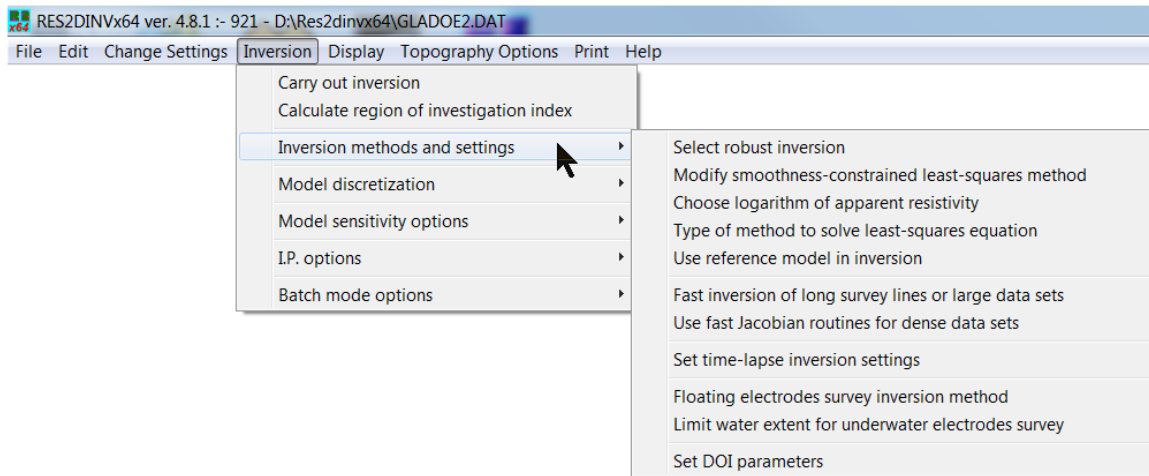 RES2DINVx64 ver. 4.8.1 :- 921 - D:\Res2dinvx64\GLADOE2.DAT
File Edit Change Settings Inversion Display Topography Options Print Help
Carry out inversion
Calculate region of investigation index
Inversion methods and settings
Model discretization
Model sensitivity options
I.P. options
Batch mode options
Select robust inversion
Modify smoothness-constrained least-squares method
Choose logarithm of apparent resistivity
Type of method to solve least-squares equation
Use reference model in inversion
Fast inversion of long survey lines or large data sets
Use fast Jacobian routines for dense data sets
Set time-lapse inversion settings
Floating electrodes survey inversion method
Limit water extent for underwater electrodes survey
Set DOI parameters